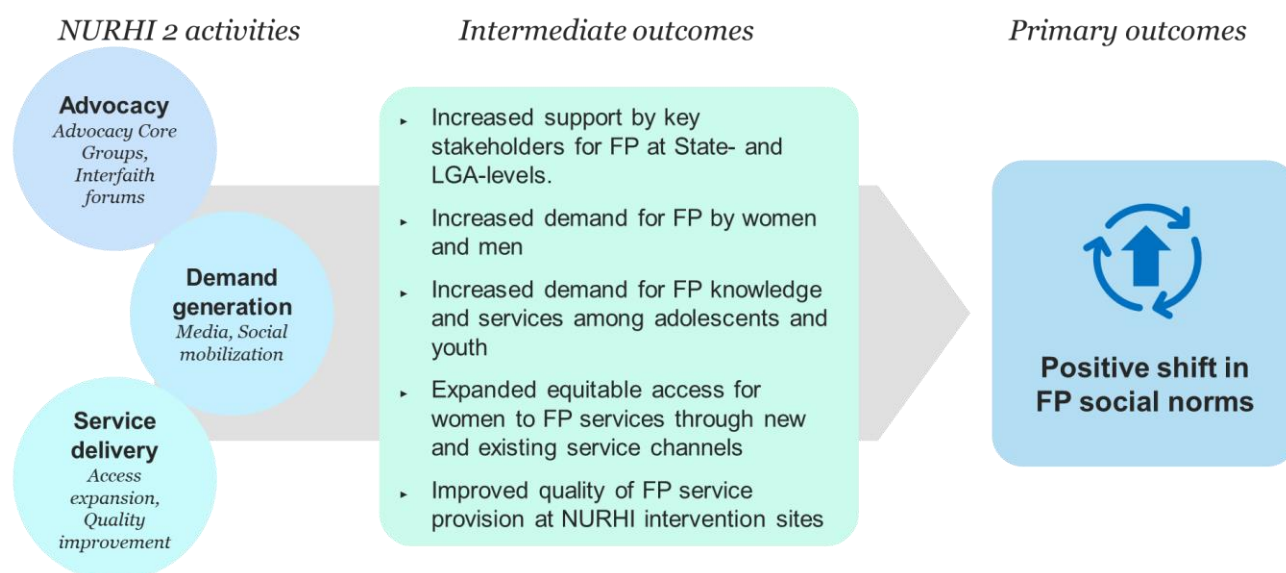 NURHI 2 activities
Intermediate outcomes
Primary outcomes
Advocacy
Advocacy Core
Groups,
Interfaith
forums
Demand
generation
Media, Social
mobilization
Service
delivery
Access
expansion,
Quality
improvement
▸ Increased support by key
stakeholders for FP at State- and
LGA-levels.
▸ Increased demand for FP by women
and men
▸ Increased demand for FP knowledge
and services among adolescents and
youth
▸ Expanded equitable access for
women to FP services through new
and existing service channels
▸ Improved quality of FP service
provision at NURHI intervention sites
Positive shift in
FP social norms